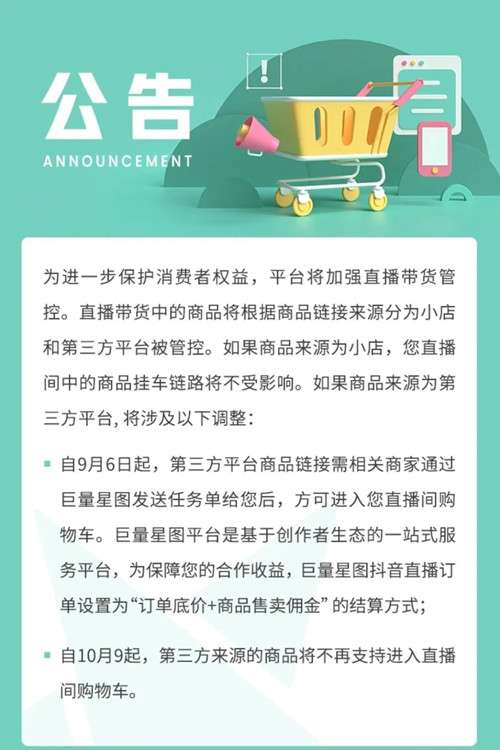 公告
ANNOUNCEMENT
!
为进一步保护消费者权益，平台将加强直播带货管
控。直播带货中的商品将根据商品链接来源分为小店
和第三方平台被管控。如果商品来源为小店，您直播
间中的商品挂车链路将不受影响。如果商品来源为第
三方平台, 将涉及以下调整：
自9月6日起，第三方平台商品链接需相关商家通过
巨量星图发送任务单给您后，方可进入您直播间购
物车。巨量星图平台是基于创作者生态的一站式服
务平台，为保障您的合作收益，巨量星图抖音直播订
单设置为“订单底价+商品售卖佣金” 的结算方式；
自10月9起，第三方来源的商品将不再支持进入直播
间购物车。